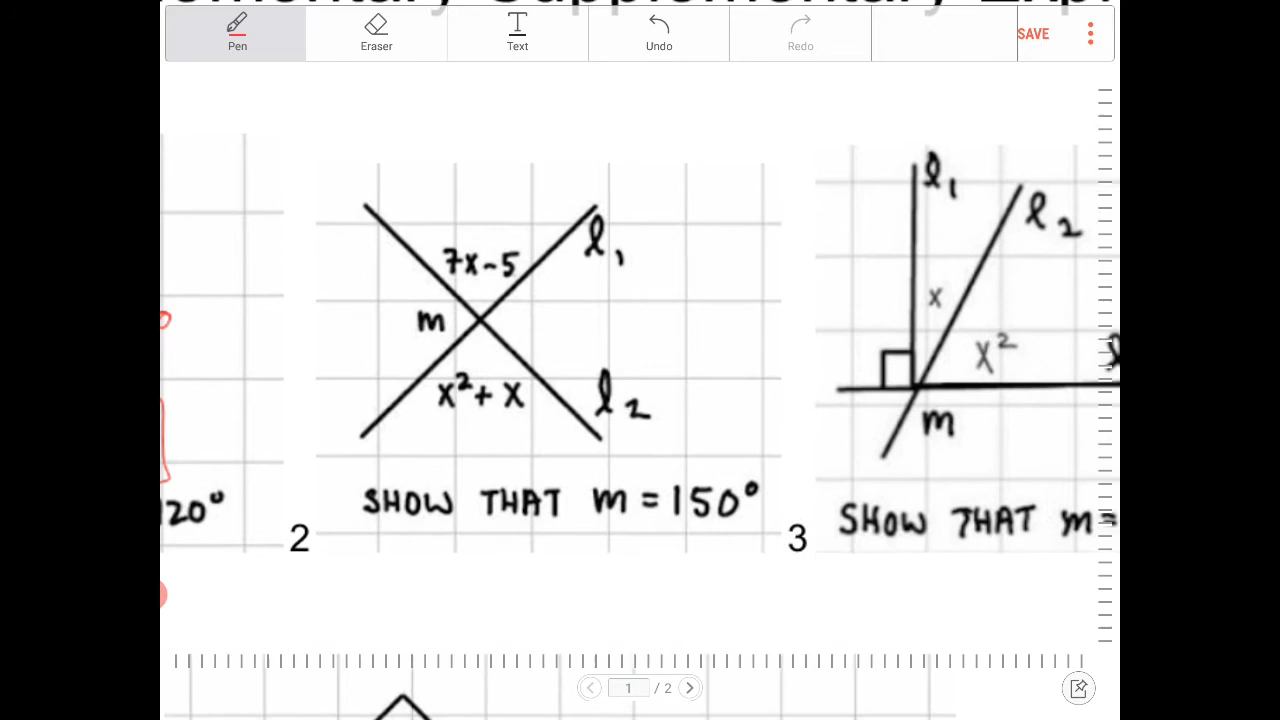 Pen
Eraser
Text
Undo
Redo
SAVE
l₁
7x-5
m
x²+ x
l₂
SHOW THAT m = 150°
2
l₁
l₂
x
x²
m
SHOW THAT m =
3
120°
1 / 2